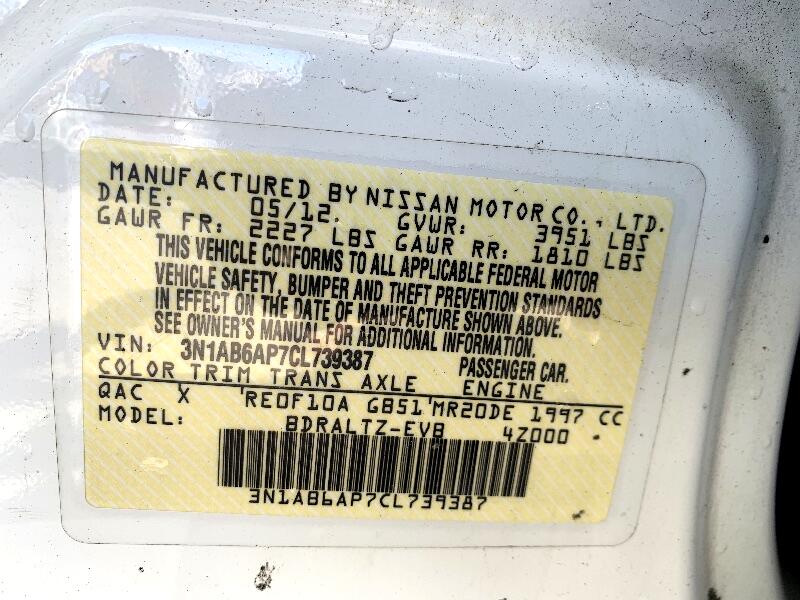 MANUFACTURED BY NISSAN MOTOR CO., LTD.
DATE: 05/12. GVWR: 3951 LBS
GAWR FR: 2227 LBS GAWR RR: 1810 LBS
THIS VEHICLE CONFORMS TO ALL APPLICABLE FEDERAL MOTOR
VEHICLE SAFETY, BUMPER AND THEFT PREVENTION STANDARDS
IN EFFECT ON THE DATE OF MANUFACTURE SHOWN ABOVE.
SEE OWNER'S MANUAL FOR ADDITIONAL INFORMATION.
VIN: 3N1AB6AP7CL739387 PASSENGER CAR.
COLOR TRIM TRANS AXLE ENGINE
QAC X RE0F10A GB51 MR20DE 1997 CC
MODEL: BDRALTZ-EVB 4Z000
3N1AB6AP7CL739387